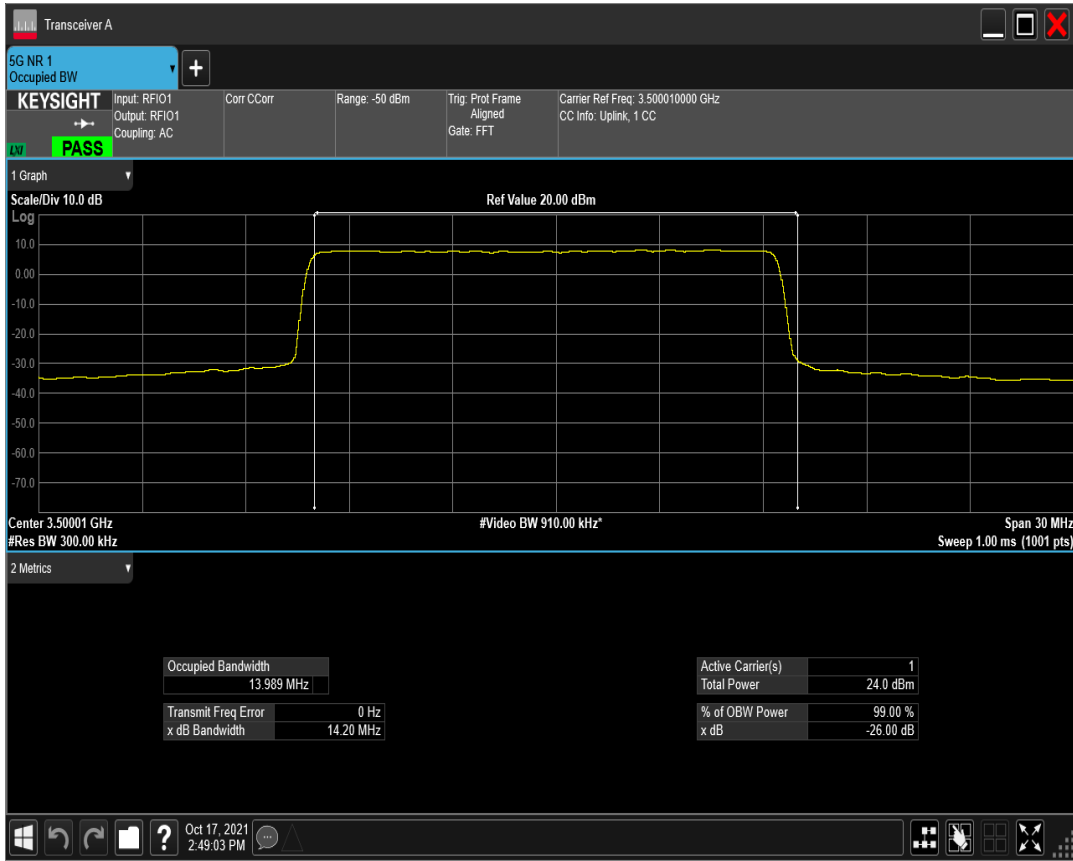 Transceiver A
5G NR 1
Occupied BW
KEYSIGHT
LXI
PASS
Input: RFIO1
Output: RFIO1
Coupling: AC
Corr CCorr
Range: -50 dBm
Trig: Prot Frame
Aligned
Gate: FFT
Carrier Ref Freq: 3.500010000 GHz
CC Info: Uplink, 1 CC
1 Graph
Scale/Div 10.0 dB
Ref Value 20.00 dBm
Log
10.0
0.00
-10.0
-20.0
-30.0
-40.0
-50.0
-60.0
-70.0
Center 3.50001 GHz
#Video BW 910.00 kHz*
Span 30 MHz
#Res BW 300.00 kHz
Sweep 1.00 ms (1001 pts)
2 Metrics
Occupied Bandwidth
13.989 MHz
Transmit Freq Error 0 Hz
x dB Bandwidth 14.20 MHz
Active Carrier(s) 1
Total Power 24.0 dBm
% of OBW Power 99.00 %
x dB -26.00 dB
?
Oct 17, 2021
2:49:03 PM